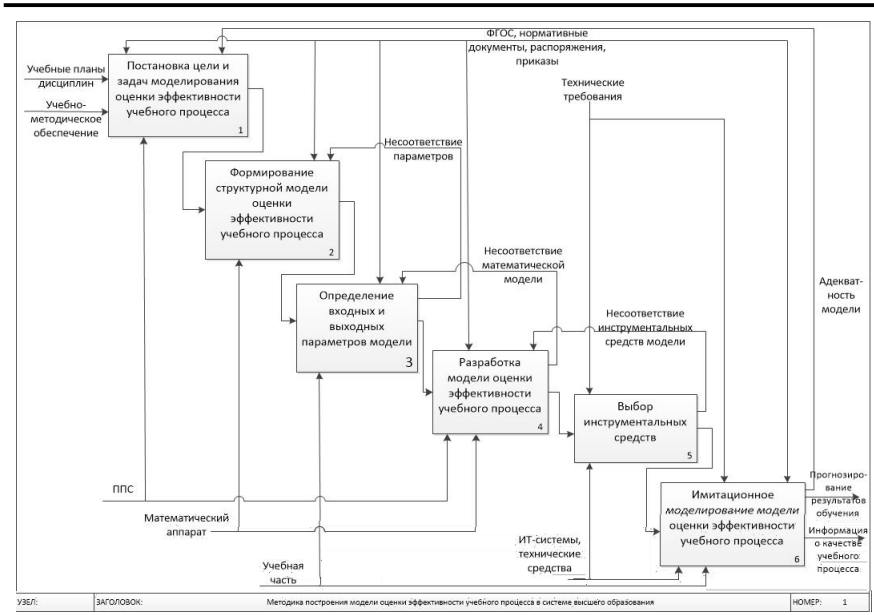 ФГОС, нормативные
документы, распоряжения,
приказы
Учебные планы
дисциплин
Учебно-
методическое
обеспечение
Постановка цели и
задач моделирования
оценки эффективности
учебного процесса
1
Технические
требования
Несоответствие
параметров
Формирование
структурной модели
оценки
эффективности
учебного процесса
2
Несоответствие
математической
модели
Адекват-
ность
модели
Определение
входных и
выходных
параметров модели
3
Несоответствие
инструментальных
средств модели
Разработка
модели оценки
эффективности
учебного процесса
4
Выбор
инструментальных
средств
5
ППС
Математический
аппарат
Учебная
часть
ИТ-системы,
технические
средства
Имитационное
моделирование модели
оценки эффективности
учебного процесса
6
Прогнозиро-
вание
результатов
обучения
Информация
о качестве
учебного
процесса
УЗЕЛ: ЗАГОЛОВОК: Методика построения модели оценки эффективности учебного процесса в системе высшего образования НОМЕР: 1